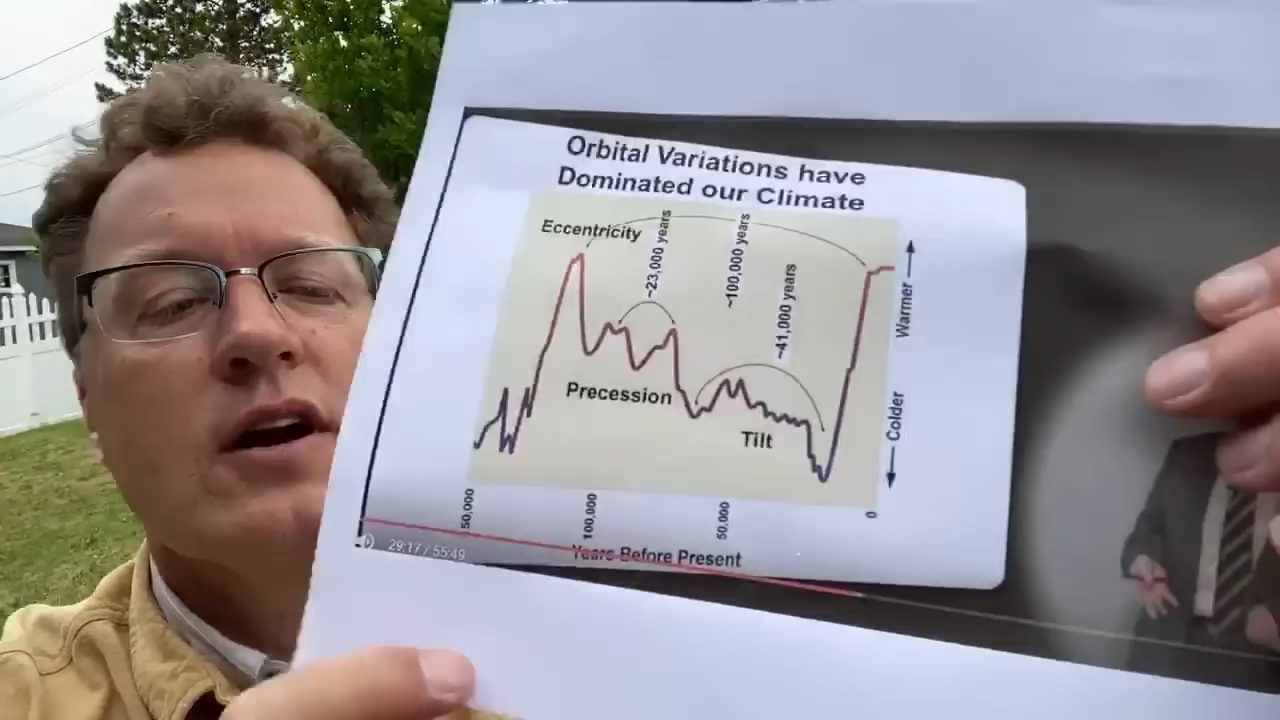 Orbital Variations have
Dominated our Climate
Eccentricity
~23,000 years
~100,000 years
~41,000 years
Precession
Tilt
Warmer
Colder
50,000
100,000
50,000
0
Years Before Present
29:17 / 55:49